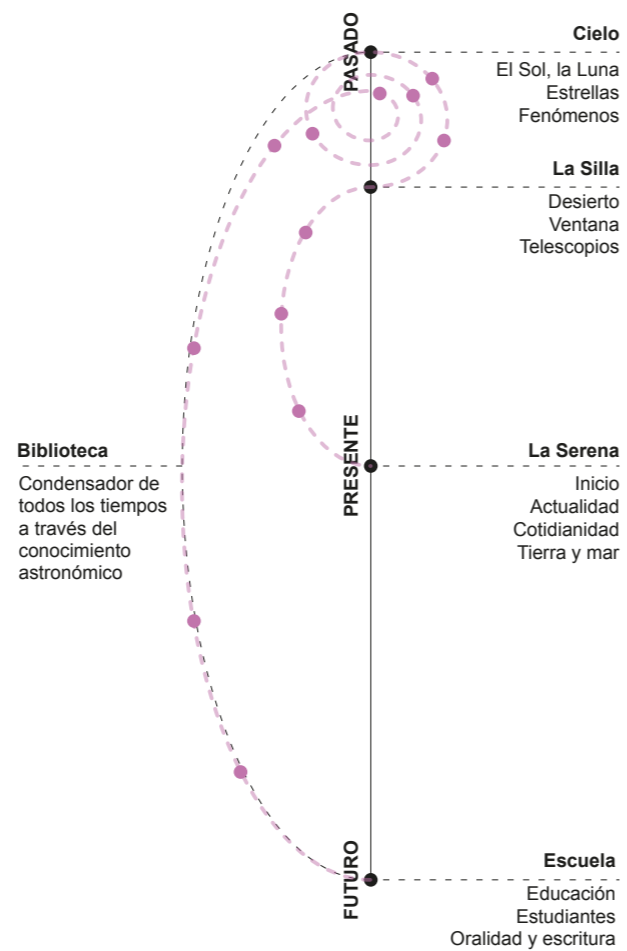 PASADO
Cielo
El Sol, la Luna
Estrellas
Fenómenos
La Silla
Desierto
Ventana
Telescopios
Biblioteca
Condensador de
todos los tiempos
a través del
conocimiento
astronómico
PRESENTE
La Serena
Inicio
Actualidad
Cotidianidad
Tierra y mar
FUTURO
Escuela
Educación
Estudiantes
Oralidad y escritura